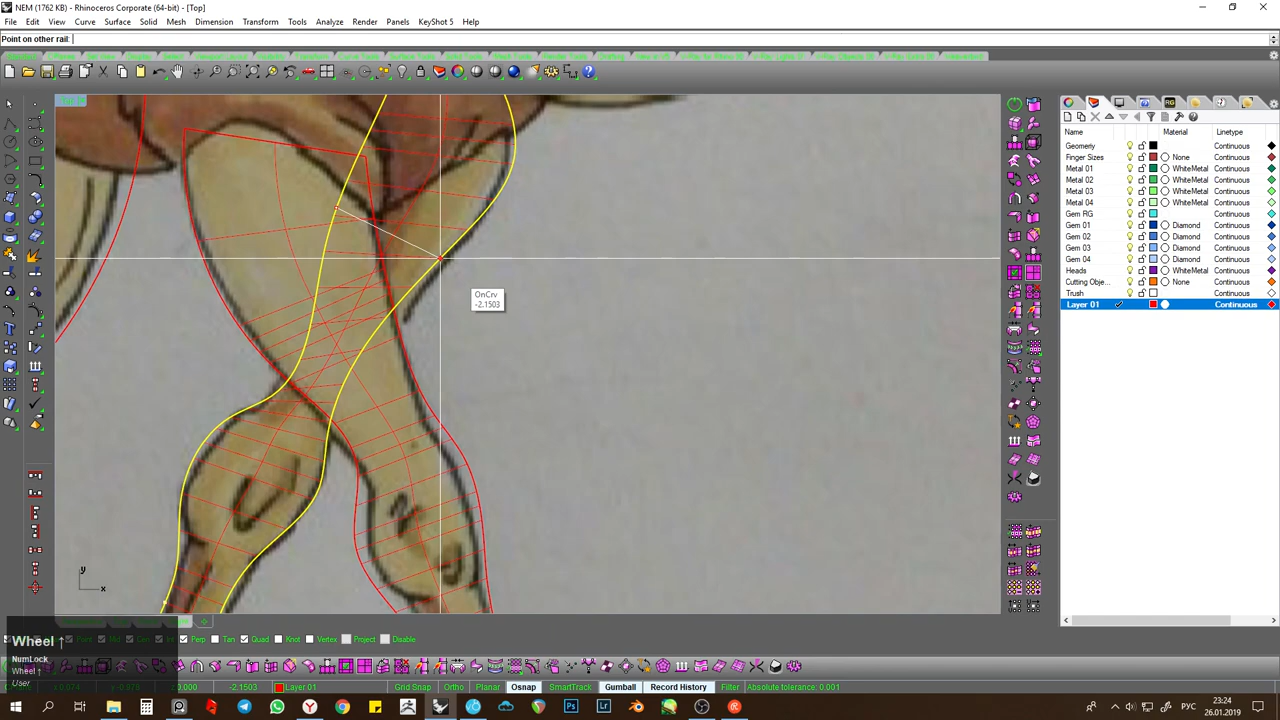 NEM (1762 KB) - Rhinoceros Corporate (64-bit) - [Top]
File Edit View Curve Surface Solid Mesh Dimension Transform Tools Analyze Render Panels KeyShot 5 Help
Point on other rail:
Name Material Linetype
Geomerty Continuous
Finger Sizes None Continuous
Metal 01 WhiteMetal Continuous
Metal 02 WhiteMetal Continuous
Metal 03 WhiteMetal Continuous
Metal 04 WhiteMetal Continuous
Gem RG Continuous
Gem 01 Diamond Continuous
Gem 02 Diamond Continuous
Gem 03 Diamond Continuous
Gem 04 Diamond Continuous
Heads WhiteMetal Continuous
Cutting Obje... None Continuous
Trush Continuous
Layer 01 Continuous
OnCrv
-2.1503
y
x
Perp Tan Quad Knot Vertex Project Disable
Wheel ↑
NumLock
Wheel ↑
User
-2.1503 Layer 01 Grid Snap Ortho Planar Osnap SmartTrack Gumball Record History Filter Absolute tolerance: 0.001
РУС
23:24
26.01.2019